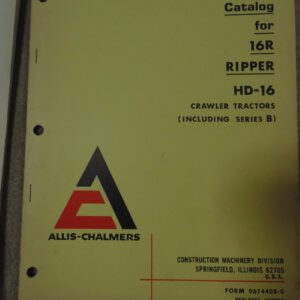 Catalog
for
16R
RIPPER
HD-16
CRAWLER TRACTORS
(INCLUDING SERIES B)
ALLIS-CHALMERS
CONSTRUCTION MACHINERY DIVISION
SPRINGFIELD, ILLINOIS 62705
U.S.A.
FORM